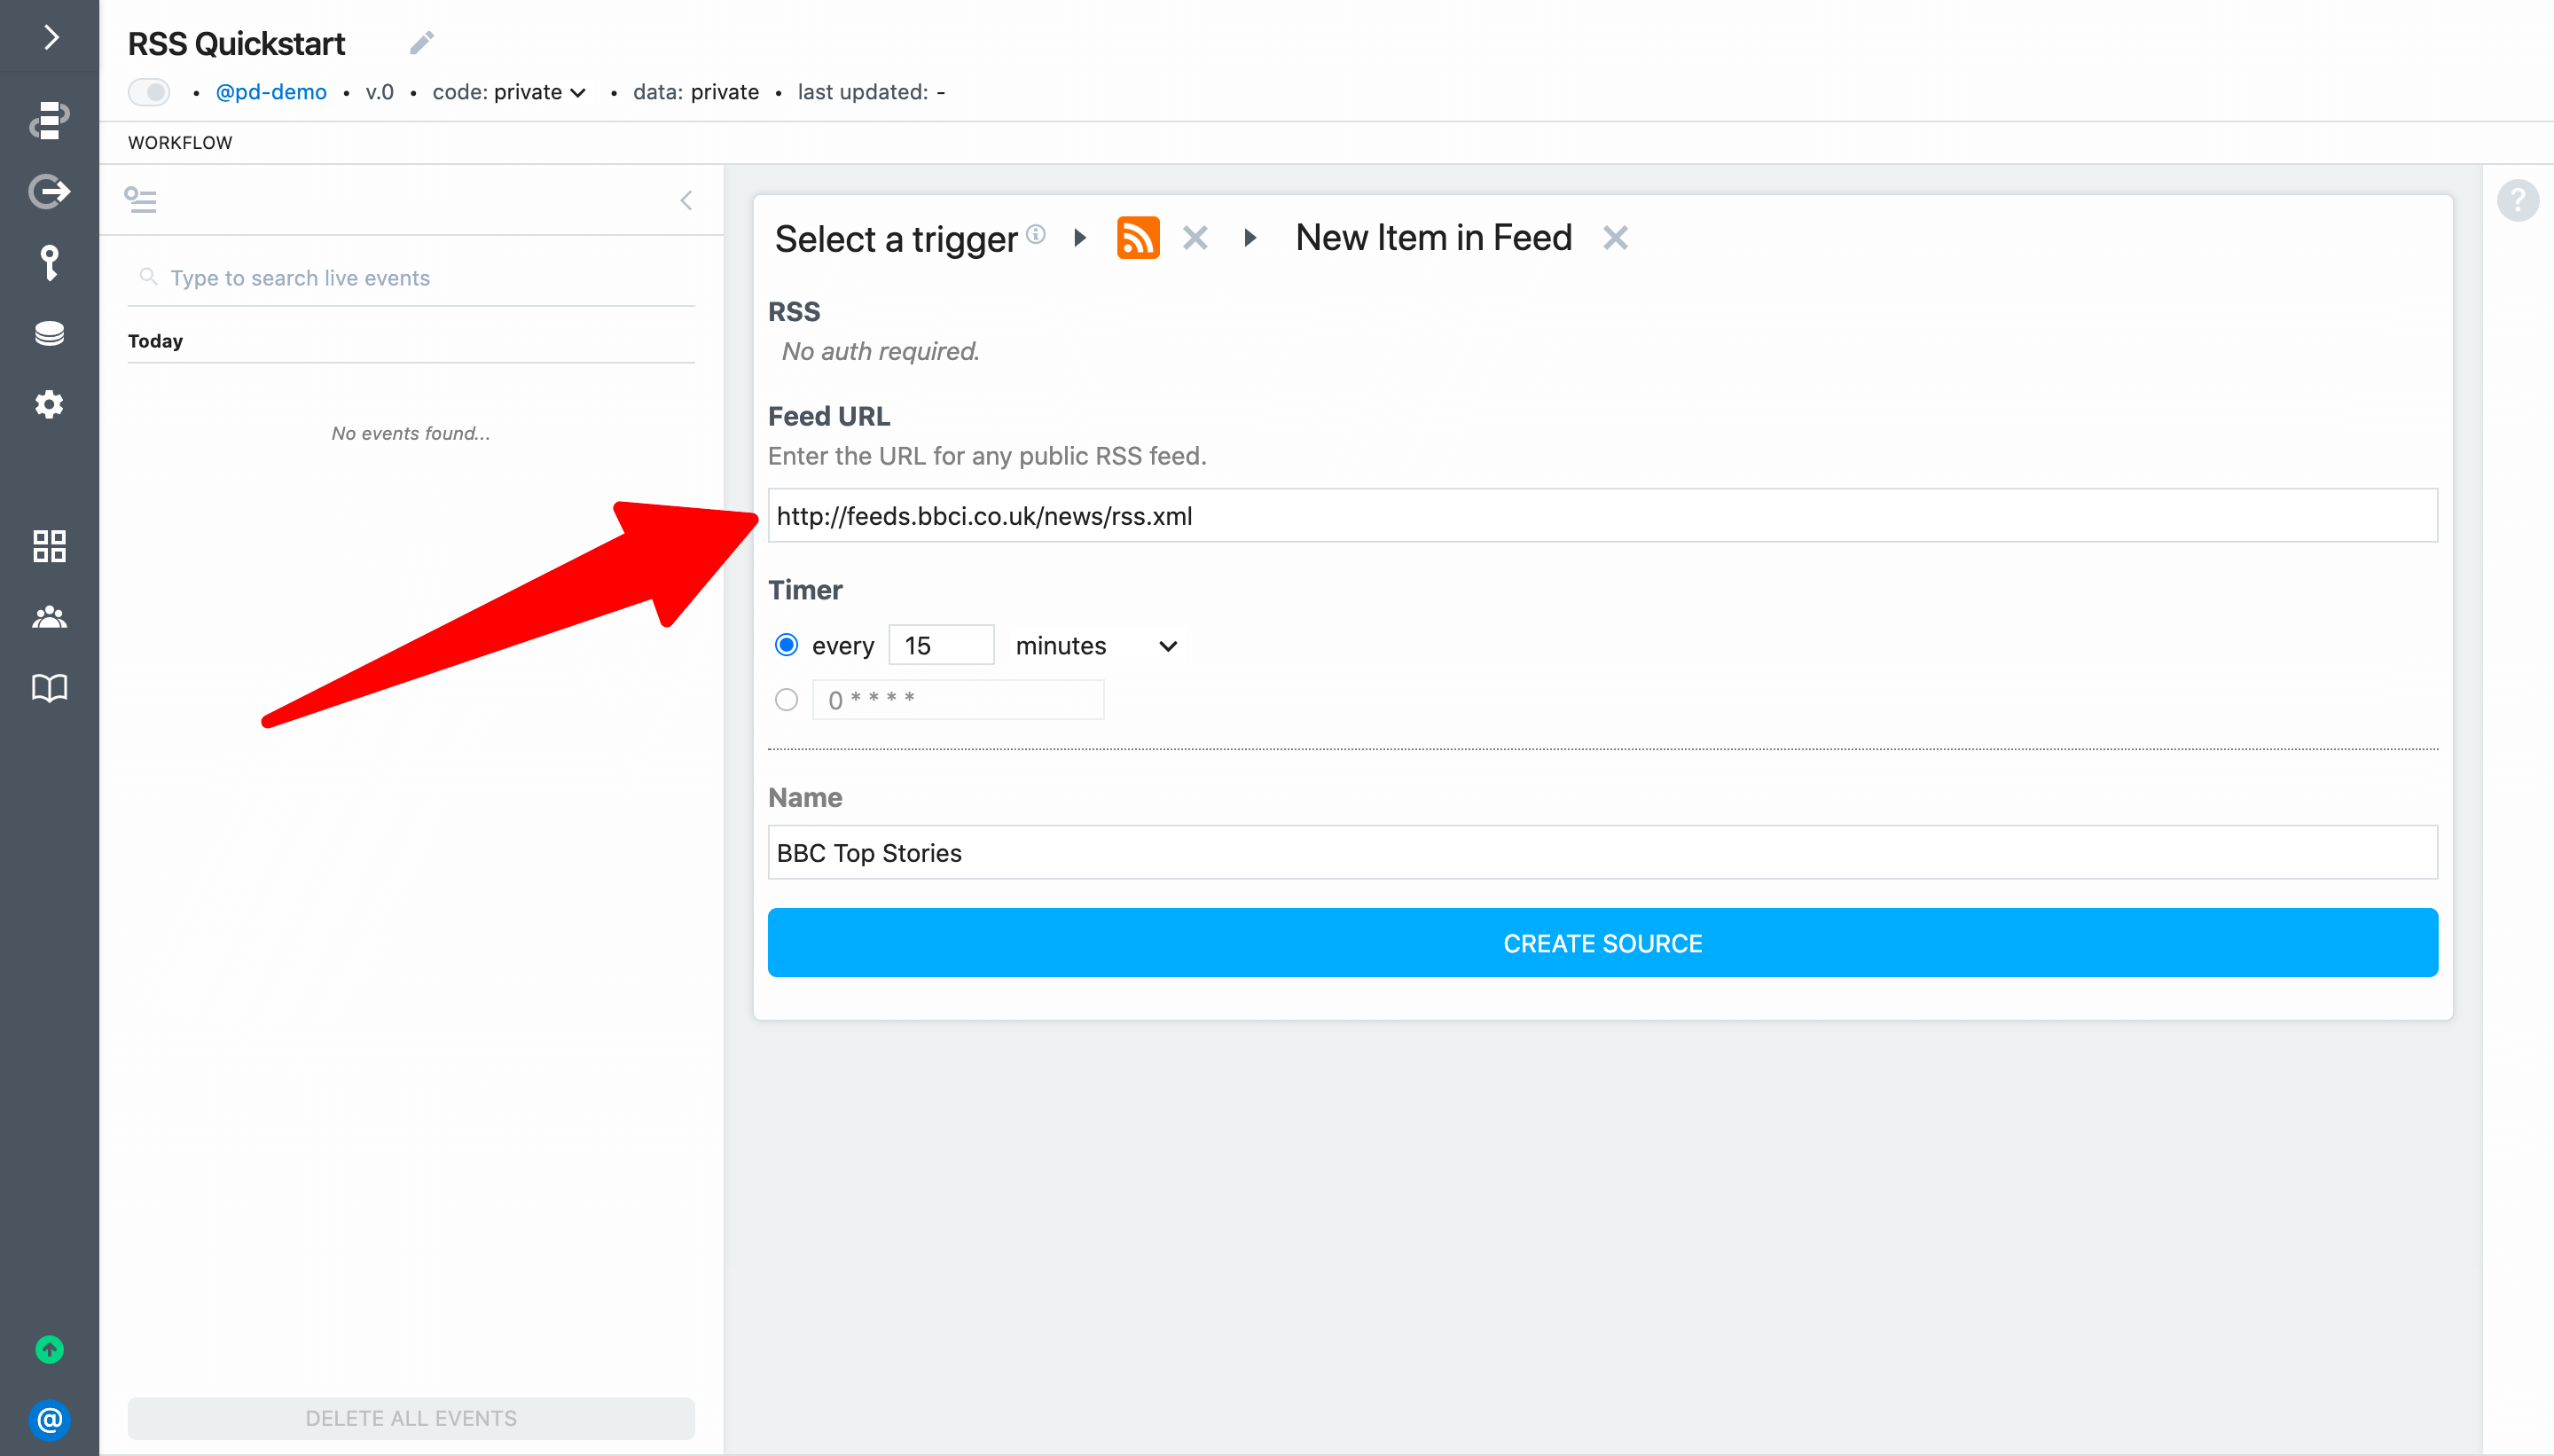 RSS Quickstart
• @pd-demo • v.0 • code: private • data: private • last updated: -
WORKFLOW
Type to search live events
Today
No events found...
DELETE ALL EVENTS
Select a trigger New Item in Feed
RSS
No auth required.
Feed URL
Enter the URL for any public RSS feed.
http://feeds.bbci.co.uk/news/rss.xml
Timer
every 15 minutes
0 * * * *
Name
BBC Top Stories
CREATE SOURCE
?
@